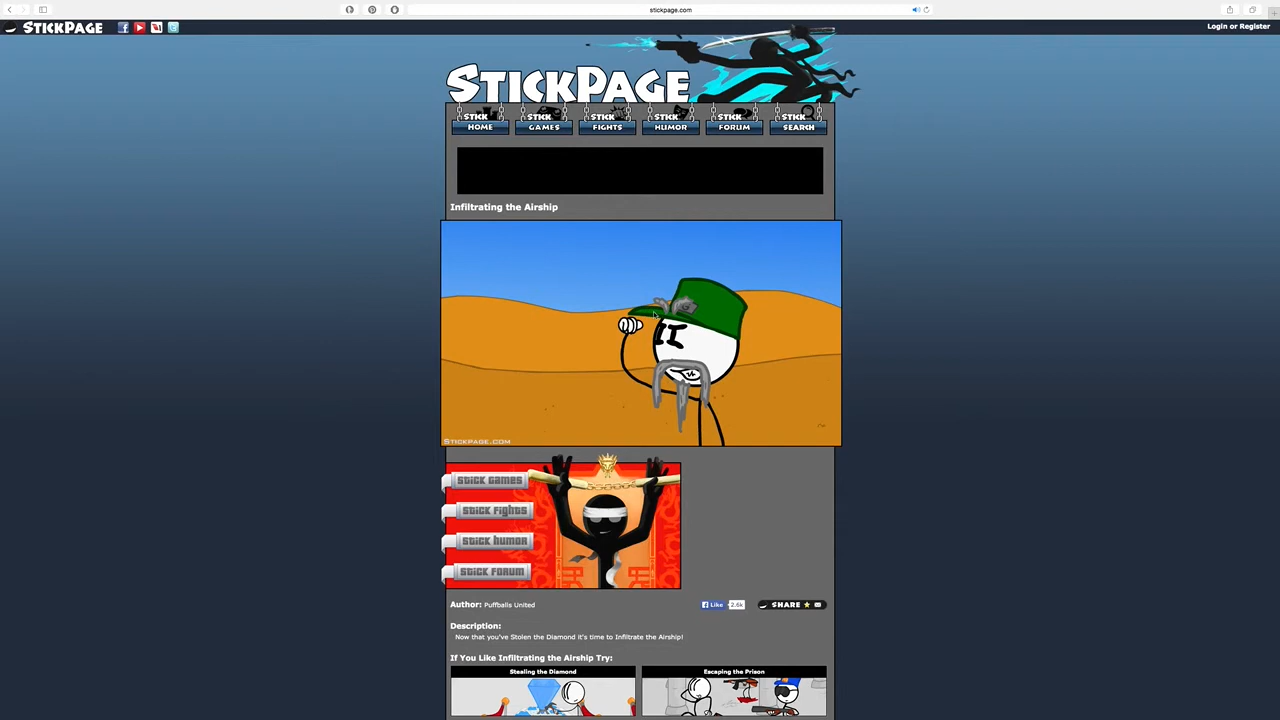 stickpage.com
STICKPAGE
Login or Register
STICKPAGE
STICK HOME
STICK GAMES
STICK FIGHTS
STICK HUMOR
STICK FORUM
STICK SEARCH
Infiltrating the Airship
STICKPAGE.COM
STICK GAMES
STICK FIGHTS
STICK HUMOR
STICK FORUM
Author: Puffballs United
Like 2.6k
SHARE
Description:
Now that you've Stolen the Diamond it's time to Infiltrate the Airship!
If You Like Infiltrating the Airship Try:
Stealing the Diamond
Escaping the Prison